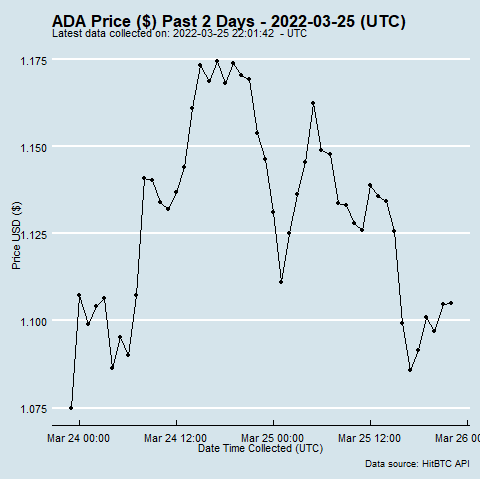 ADA Price ($) Past 2 Days - 2022-03-25 (UTC)
Latest data collected on: 2022-03-25 22:01:42 - UTC
1.175
1.150
1.125
1.100
1.075
Price USD ($)
Mar 24 00:00 Mar 24 12:00 Mar 25 00:00 Mar 25 12:00 Mar 26 00
Date Time Collected (UTC)
Data source: HitBTC API